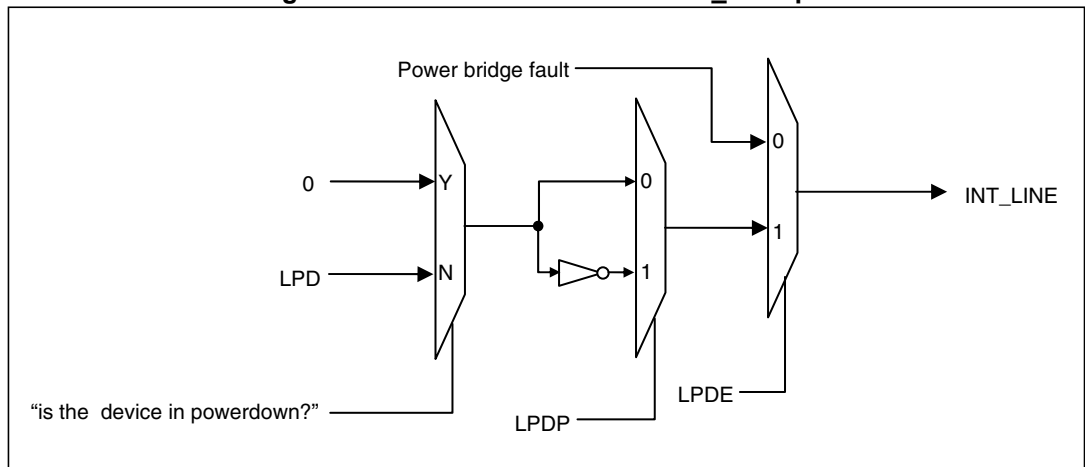 Power bridge fault
0
Y
0
0
INT_LINE
1
LPD
N
1
LPDE
"is the  device in powerdown?"
LPDP